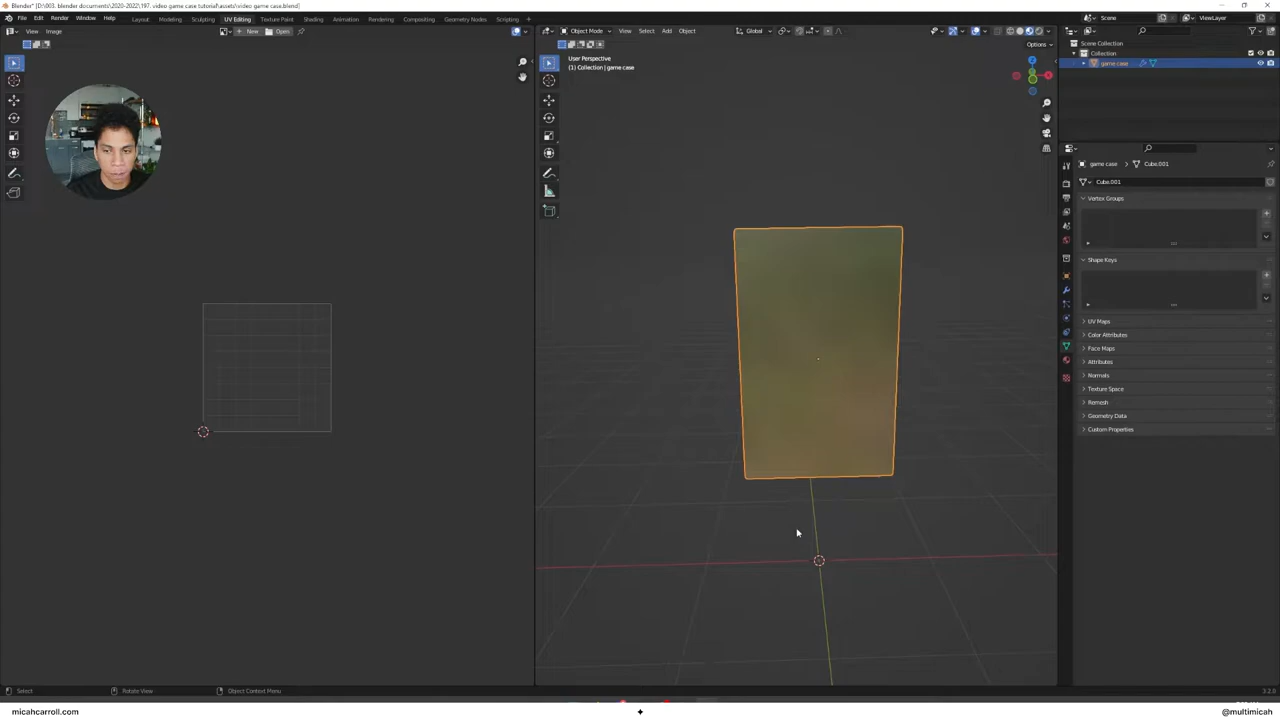 Blender* [D:\003. blender documents\2020-2022\197. video game case tutorial\assets\video game case.blend]
File Edit Render Window Help Layout Modeling Sculpting UV Editing Texture Paint Shading Animation Rendering Compositing Geometry Nodes Scripting
Scene
ViewLayer
View Image
New Open
Object Mode View Select Add Object
Global
Options
User Perspective
(1) Collection | game case
Scene Collection
Collection
game case
game case Cube.001
Cube.001
Vertex Groups
Shape Keys
UV Maps
Color Attributes
Face Maps
Attributes
Normals
Texture Space
Remesh
Geometry Data
Custom Properties
Select Rotate View Object Context Menu
3.2.0
micahcarroll.com
@multimicah